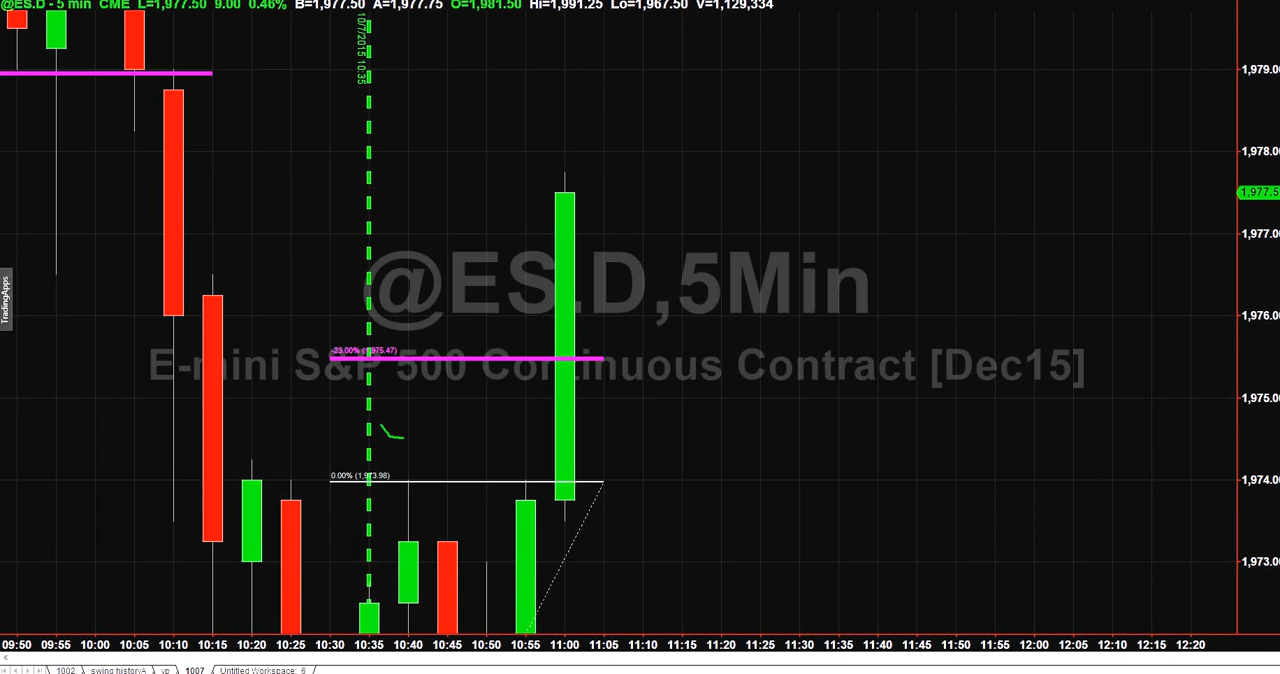 @ES.D - 5 min CME L=1,977.50 9.00 0.46% B=1,977.50 A=1,977.75 O=1,981.50 Hi=1,991.25 Lo=1,967.50 V=1,129,334
10/7/2015 10:35
1,979.0
1,978.0
1,977.5
1,977.0
@ES.D,5Min
TradingApps
1,976.0
-23.00% (1,975.47)
E-mini S&P 500 Continuous Contract [Dec15]
1,975.0
0.00% (1,973.98)
1,974.0
1,973.0
09:50 09:55 10:00 10:05 10:10 10:15 10:20 10:25 10:30 10:35 10:40 10:45 10:50 10:55 11:00 11:05 11:10 11:15 11:20 11:25 11:30 11:35 11:40 11:45 11:50 11:55 12:00 12:05 12:10 12:15 12:20
1002 swing historyA vp 1007 Untitled Workspace: 6